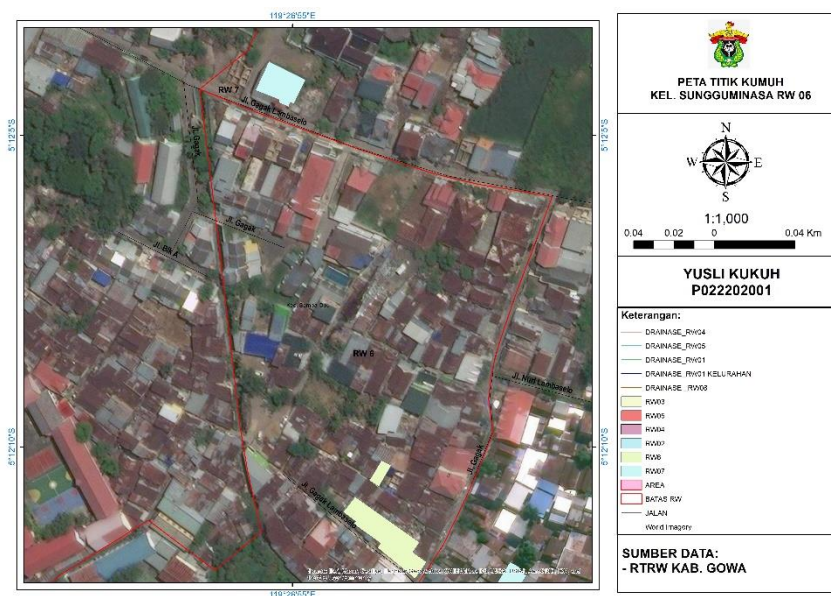 119°26'55"E
5°12'5"S
5°12'5"S
RW 7
Jl. Gagak Lambaselo
Jl. Gagak
Jl. Gagak
Jl. Blk A
RW 6
Jl. Muri Lambaselo
5°12'10"S
5°12'10"S
Jl. Gagak
Jl. Gagak Lambaselo
119°26'55"E
PETA TITIK KUMUH
KEL. SUNGGUMINASA RW 06
N
W E
S
1:1,000
0.04 0.02 0 0.04 Km
YUSLI KUKUH
P022202001
Keterangan:
DRAINASE_RW04
DRAINASE_RW05
DRAINASE_RW01
DRAINASE_RW01 KELURAHAN
DRAINASE_RW03
RW03
RW05
RW04
RW02
RW6
RW07
AREA
BATAS RW
JALAN
World Imagery
SUMBER DATA:
- RTRW KAB. GOWA